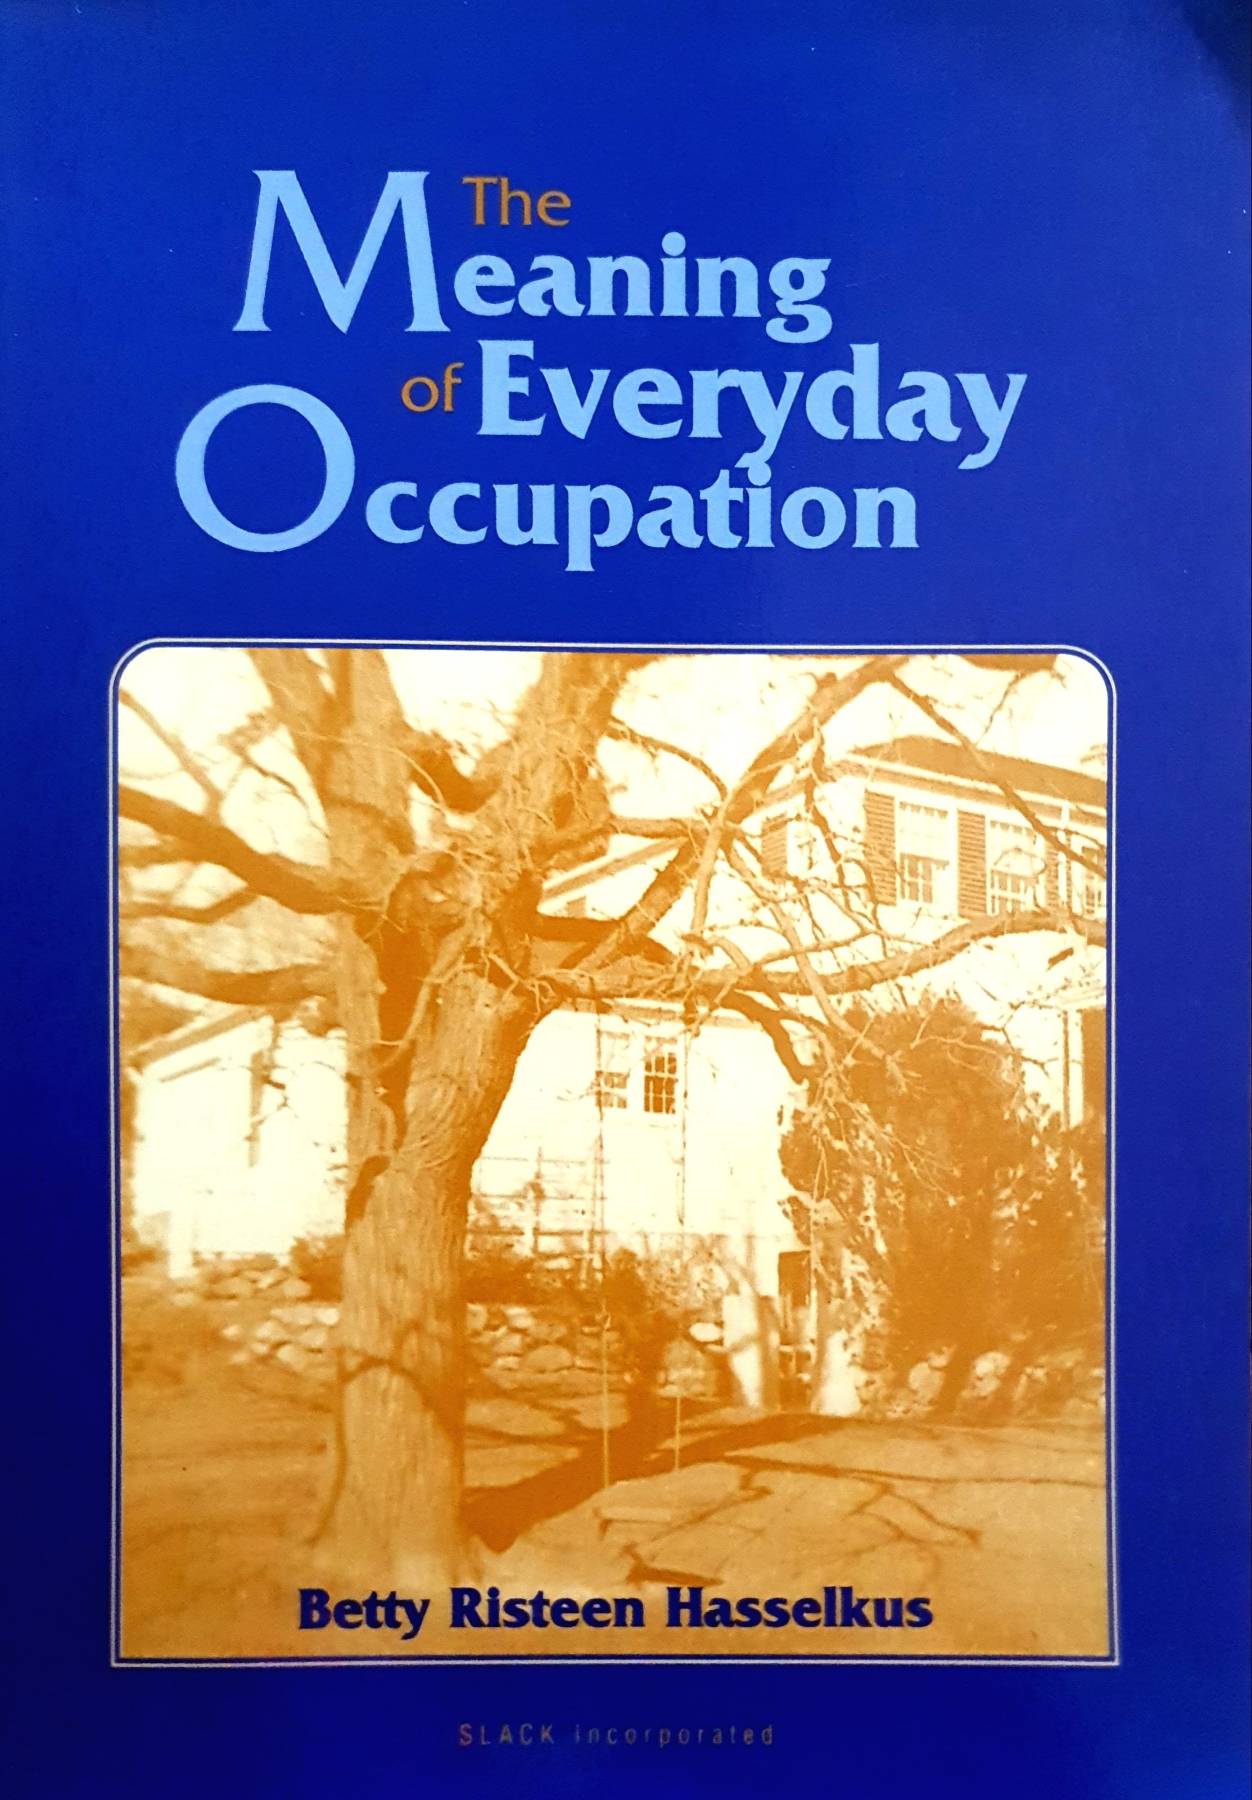 The
Meaning
of Everyday
Occupation
Betty Risteen Hasselkus
SLACK incorporated